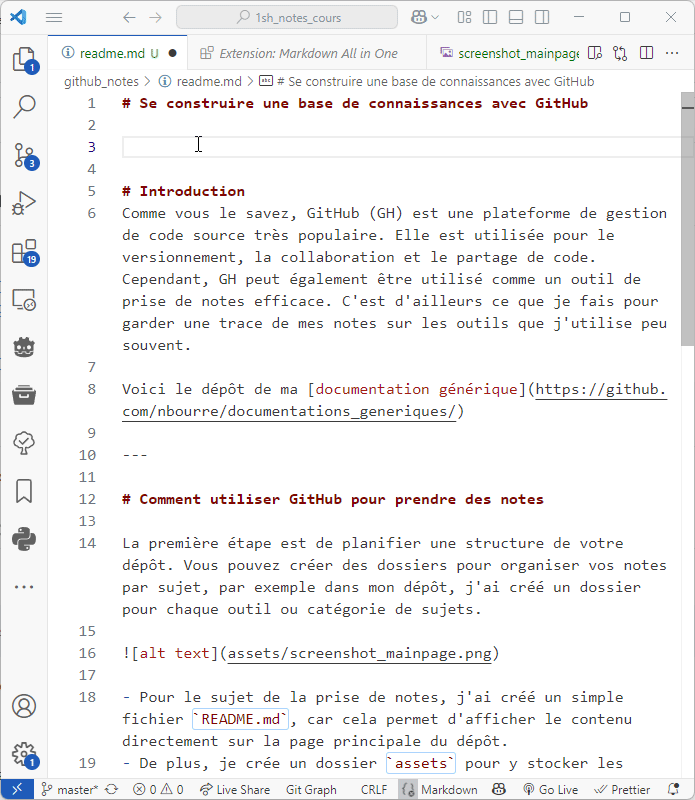 1sh_notes_cours
readme.md U
Extension: Markdown All in One
screenshot_mainpage
github_notes > readme.md > # Se construire une base de connaissances avec GitHub
1 # Se construire une base de connaissances avec GitHub
2
3
4
5 # Introduction
6 Comme vous le savez, GitHub (GH) est une plateforme de gestion
de code source très populaire. Elle est utilisée pour le
versionnement, la collaboration et le partage de code.
Cependant, GH peut également être utilisé comme un outil de
prise de notes efficace. C'est d'ailleurs ce que je fais pour
garder une trace de mes notes sur les outils que j'utilise peu
souvent.
7
8 Voici le dépôt de ma [documentation générique](https://github.
com/nbourre/documentations_generiques/)
9
10 ---
11
12 # Comment utiliser GitHub pour prendre des notes
13
14 La première étape est de planifier une structure de votre
dépôt. Vous pouvez créer des dossiers pour organiser vos notes
par sujet, par exemple dans mon dépôt, j'ai créé un dossier
pour chaque outil ou catégorie de sujets.
15
16 ![alt text](assets/screenshot_mainpage.png)
17
18 - Pour le sujet de la prise de notes, j'ai créé un simple
fichier `README.md`, car cela permet d'afficher le contenu
directement sur la page principale du dépôt.
19 - De plus, je crée un dossier `assets` pour y stocker les
1
3
19
1
master* 0 0 Live Share Git Graph CRLF Markdown Go Live Prettier